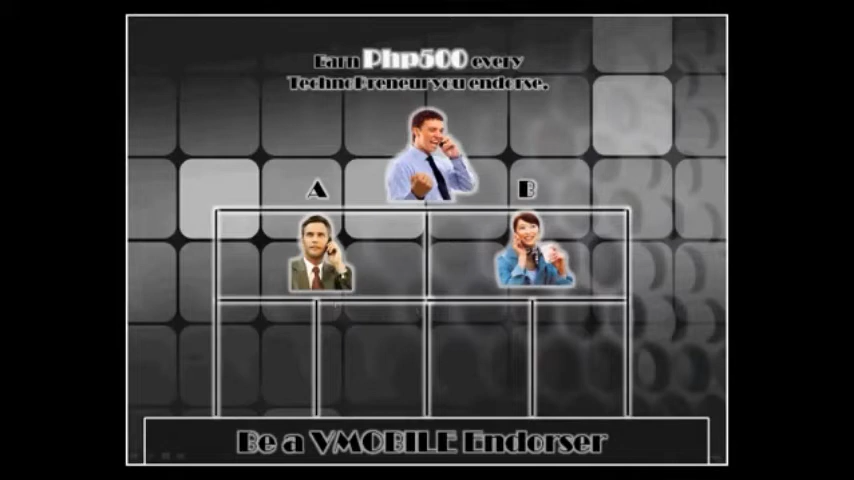 Earn Php500 every
TechnoPreneur you endorse.
A B
Be a VMOBILE Endorser